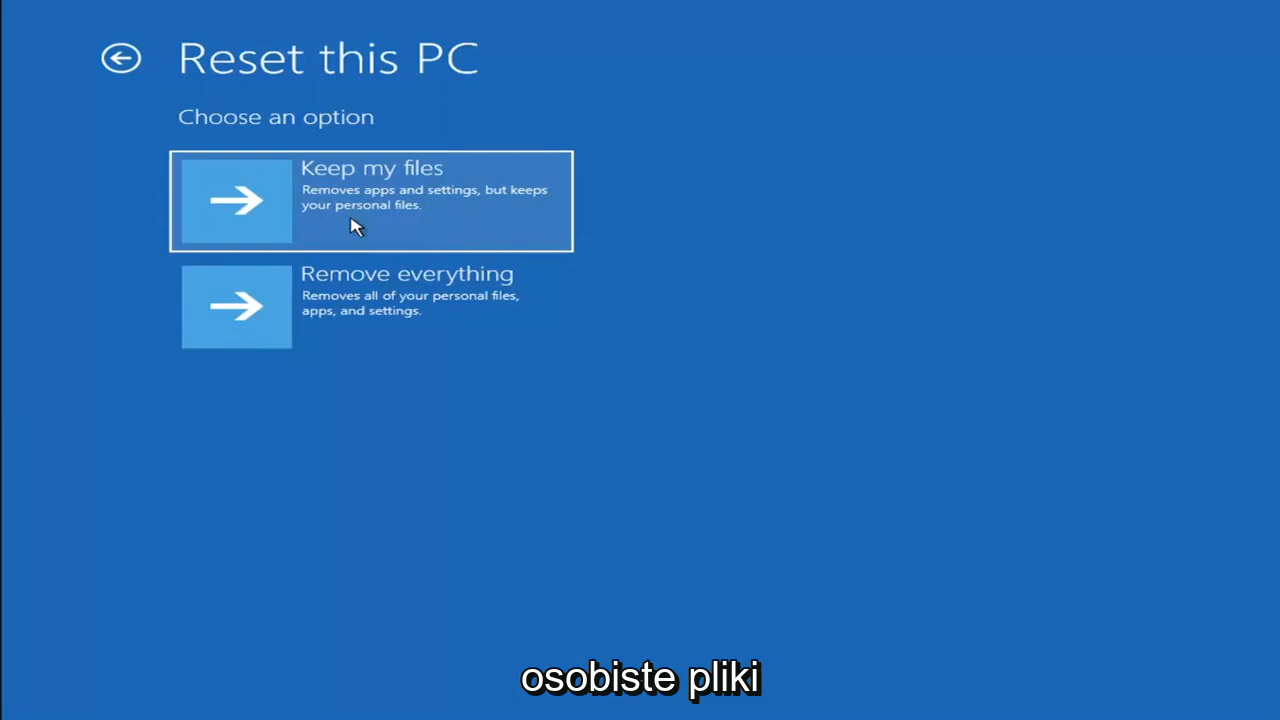 Reset this PC
Choose an option
Keep my files
Removes apps and settings, but keeps
your personal files.
Remove everything
Removes all of your personal files,
apps, and settings.
osobiste pliki